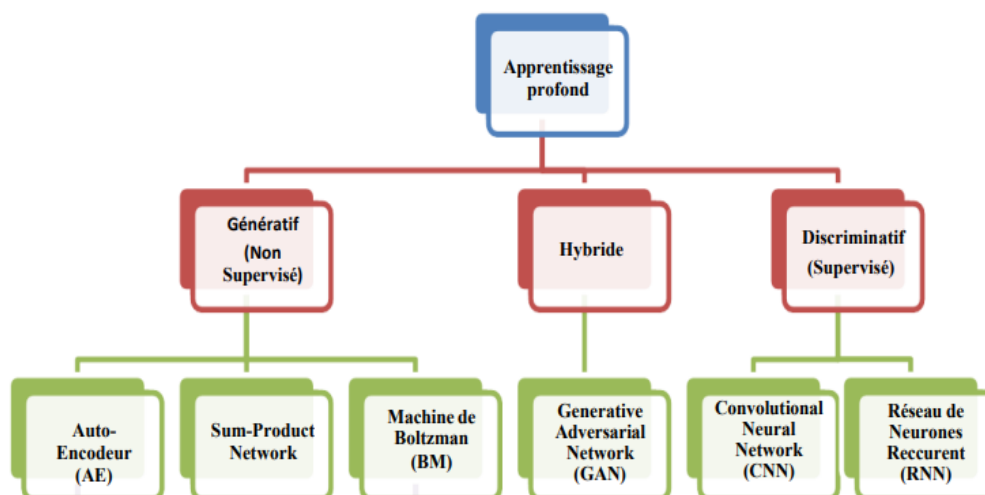 Apprentissage
profond
Génératif
(Non
Supervisé)
Hybride
Discriminatif
(Supervisé)
Auto-
Encodeur
(AE)
Sum-Product
Network
Machine de
Boltzman
(BM)
Generative
Adversarial
Network
(GAN)
Convolutional
Neural
Network
(CNN)
Réseau de
Neurones
Reccurent
(RNN)